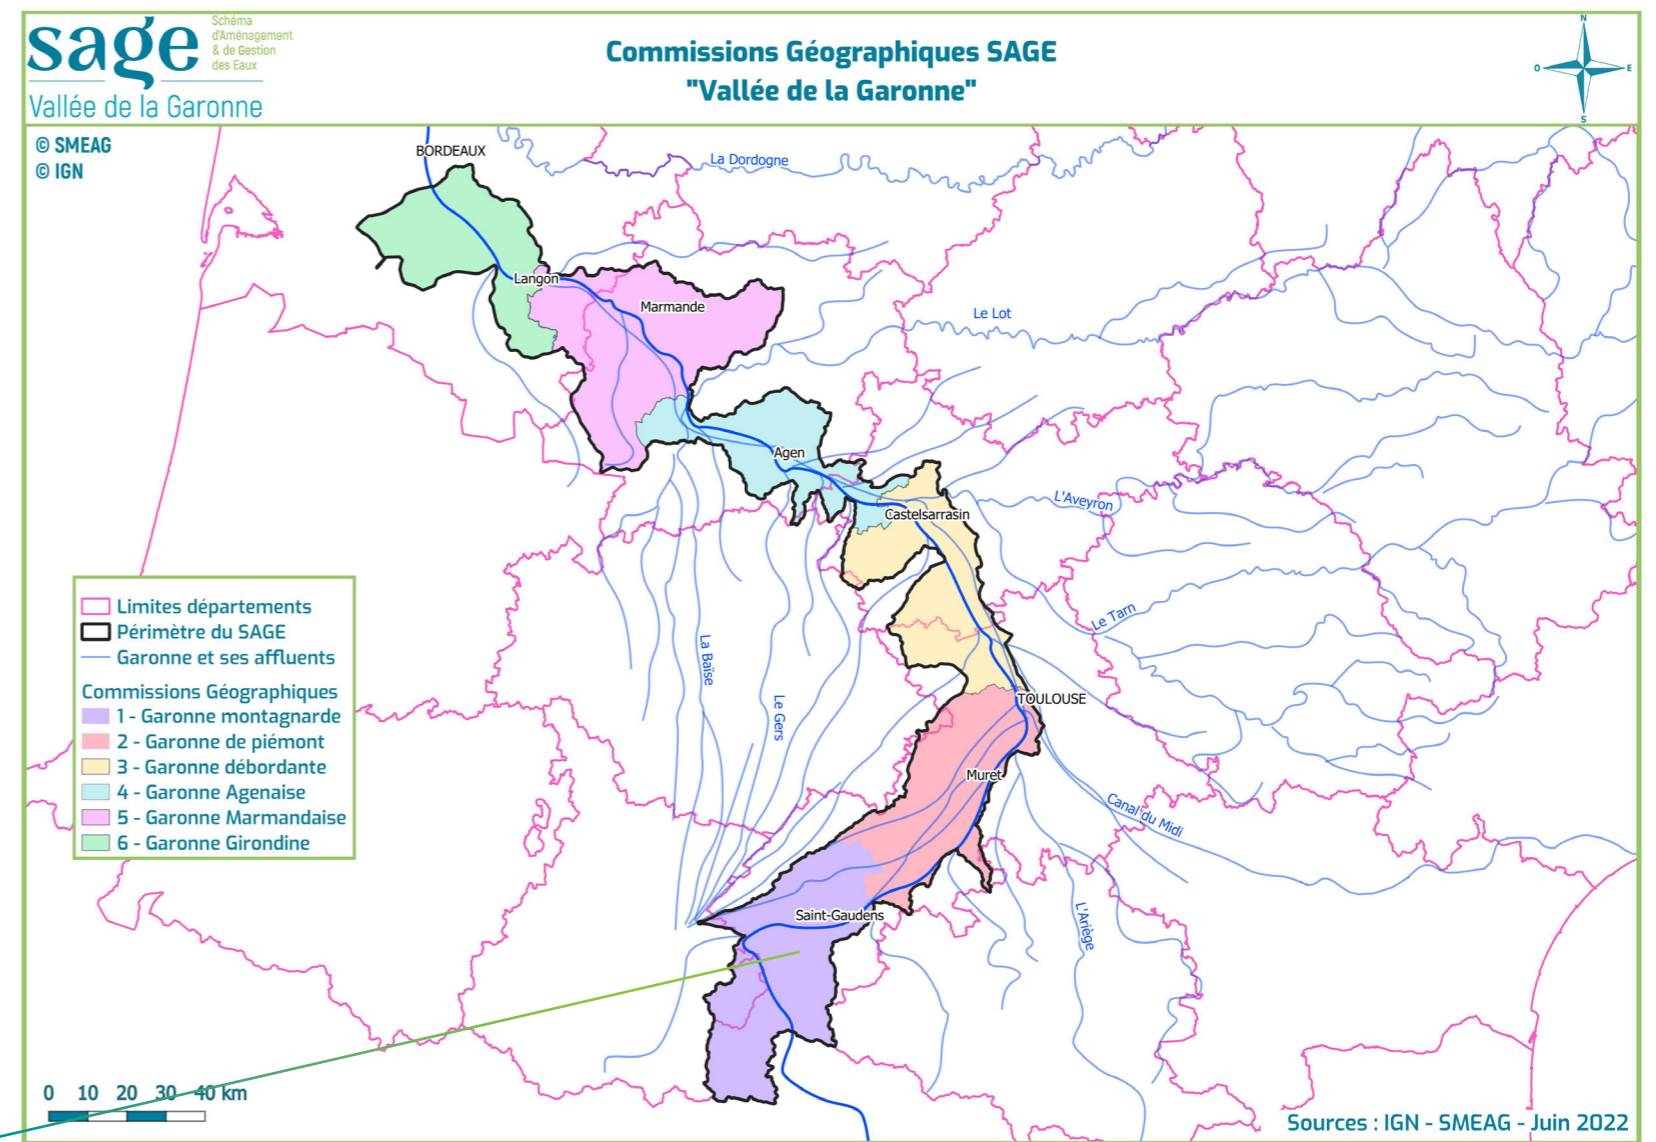 sage
Schéma
d'Aménagement
& de Gestion
des Eaux
Vallée de la Garonne
Commissions Géographiques SAGE
"Vallée de la Garonne"
N
O
E
S
© SMEAG
© IGN
BORDEAUX
La Dordogne
Langon
Marmande
Le Lot
Agen
L'Aveyron
Castelsarrasin
Le Tarn
La Baïse
Le Gers
TOULOUSE
Muret
Canal du Midi
Saint-Gaudens
L'Ariège
Limites départements
Périmètre du SAGE
Garonne et ses affluents
Commissions Géographiques
1 - Garonne montagnarde
2 - Garonne de piémont
3 - Garonne débordante
4 - Garonne Agenaise
5 - Garonne Marmandaise
6 - Garonne Girondine
0 10 20 30 40 km
Sources : IGN - SMEAG - Juin 2022